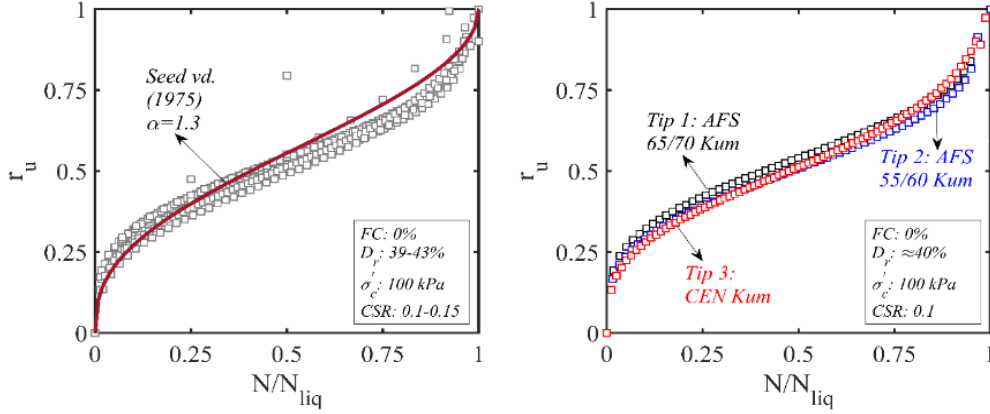 1
0.75
0.5
0.25
0
r_u
0
0.25
0.5
0.75
1
N/N_liq
Seed vd.
(1975)
α=1.3
FC: 0%
D_r: 39-43%
σ_c': 100 kPa
CSR: 0.1-0.15
1
0.75
0.5
0.25
0
r_u
0
0.25
0.5
0.75
1
N/N_liq
Tip 1: AFS
65/70 Kum
Tip 2: AFS
55/60 Kum
Tip 3:
CEN Kum
FC: 0%
D_r: ≈40%
σ_c': 100 kPa
CSR: 0.1